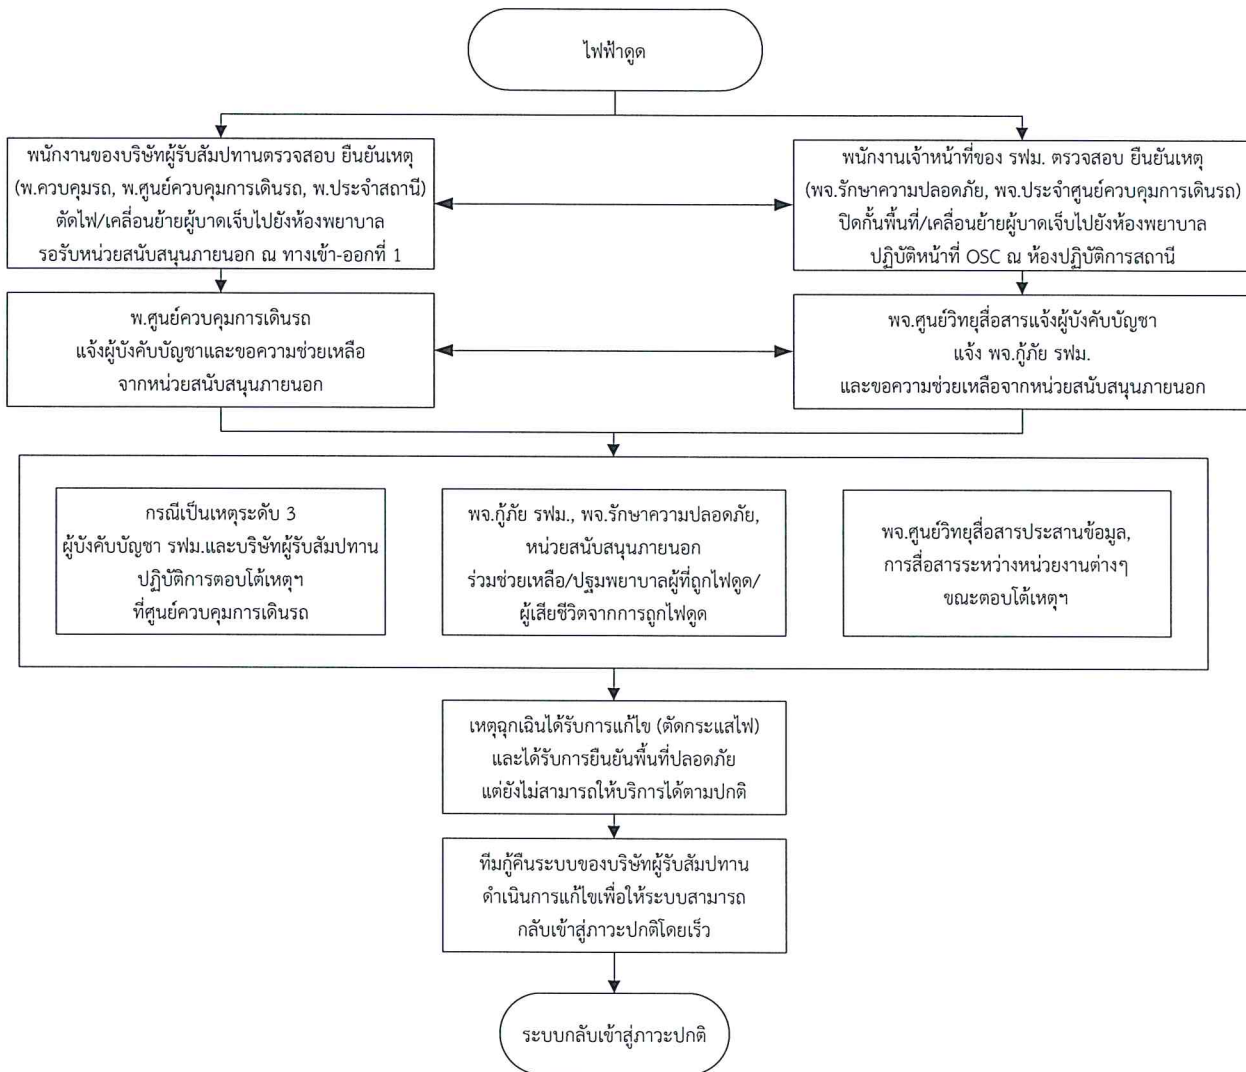 ไฟฟ้าดูด
พนักงานของบริษัทผู้รับสัมปทานตรวจสอบ ยืนยันเหตุ
(พ.ควบคุมรถ, พ.ศูนย์ควบคุมการเดินรถ, พ.ประจำสถานี)
ตัดไฟ/เคลื่อนย้ายผู้บาดเจ็บไปยังห้องพยาบาล
รอรับหน่วยสนับสนุนภายนอก ณ ทางเข้า-ออกที่ 1
พนักงานเจ้าหน้าที่ของ รฟม. ตรวจสอบ ยืนยันเหตุ
(พจ.รักษาความปลอดภัย, พจ.ประจำศูนย์ควบคุมการเดินรถ)
ปิดกั้นพื้นที่/เคลื่อนย้ายผู้บาดเจ็บไปยังห้องพยาบาล
ปฏิบัติหน้าที่ OSC ณ ห้องปฏิบัติการสถานี
พ.ศูนย์ควบคุมการเดินรถ
แจ้งผู้บังคับบัญชาและขอความช่วยเหลือ
จากหน่วยสนับสนุนภายนอก
พจ.ศูนย์วิทยุสื่อสารแจ้งผู้บังคับบัญชา
แจ้ง พจ.กู้ภัย รฟม.
และขอความช่วยเหลือจากหน่วยสนับสนุนภายนอก
กรณีเป็นเหตุระดับ 3
ผู้บังคับบัญชา รฟม.และบริษัทผู้รับสัมปทาน
ปฏิบัติการตอบโต้เหตุฯ
ที่ศูนย์ควบคุมการเดินรถ
พจ.กู้ภัย รฟม., พจ.รักษาความปลอดภัย,
หน่วยสนับสนุนภายนอก
ร่วมช่วยเหลือ/ปฐมพยาบาลผู้ที่ถูกไฟดูด/
ผู้เสียชีวิตจากการถูกไฟดูด
พจ.ศูนย์วิทยุสื่อสารประสานข้อมูล,
การสื่อสารระหว่างหน่วยงานต่างๆ
ขณะตอบโต้เหตุฯ
เหตุฉุกเฉินได้รับการแก้ไข (ตัดกระแสไฟ)
และได้รับการยืนยันพื้นที่ปลอดภัย
แต่ยังไม่สามารถให้บริการได้ตามปกติ
ทีมกู้คืนระบบของบริษัทผู้รับสัมปทาน
ดำเนินการแก้ไขเพื่อให้ระบบสามารถ
กลับเข้าสู่ภาวะปกติโดยเร็ว
ระบบกลับเข้าสู่ภาวะปกติ